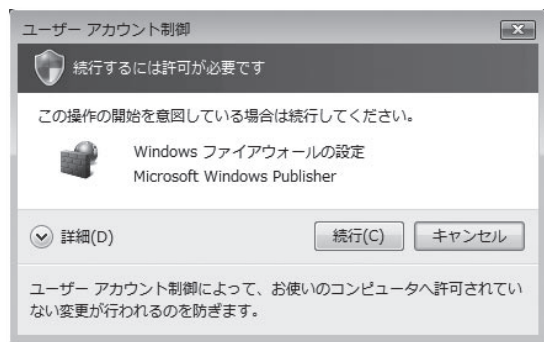 ユーザー アカウント制御
続行するには許可が必要です
この操作の開始を意図している場合は続行してください。
Windows ファイアウォールの設定
Microsoft Windows Publisher
詳細(D)
続行(C)
キャンセル
ユーザー アカウント制御によって、お使いのコンピュータへ許可されてい
ない変更が行われるのを防ぎます。